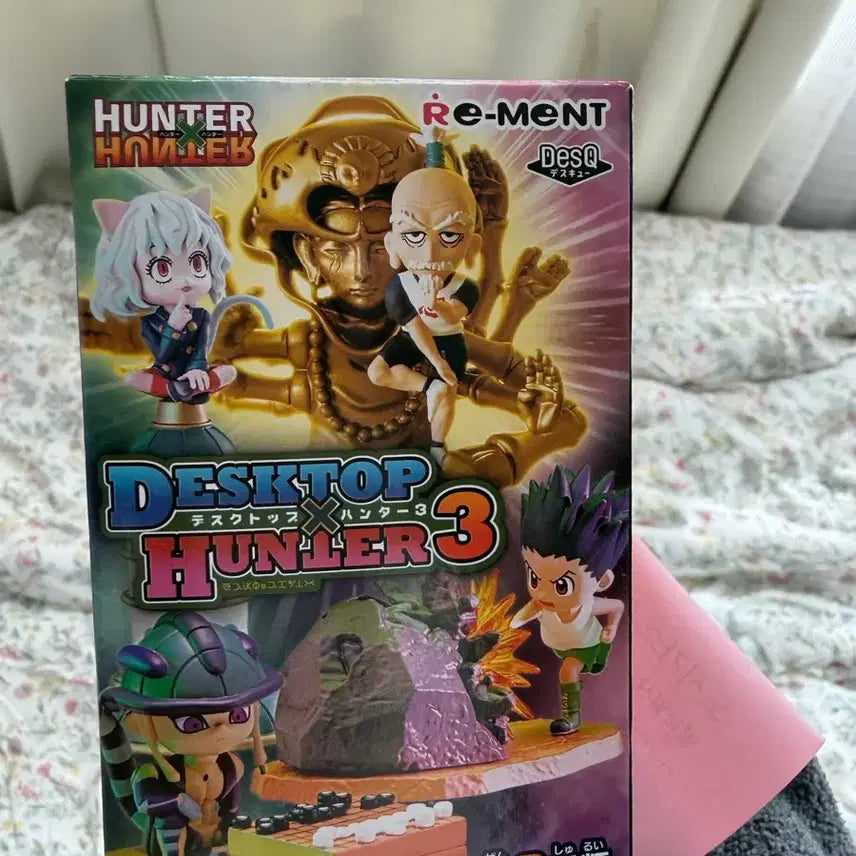 HUNTER
ハンター×ハンター
HUNTER
Re-MeNT
DesQ
デスキュー
DESKTOP
デスクトップ×ハンター3
HUNTER 3
しゅ るい